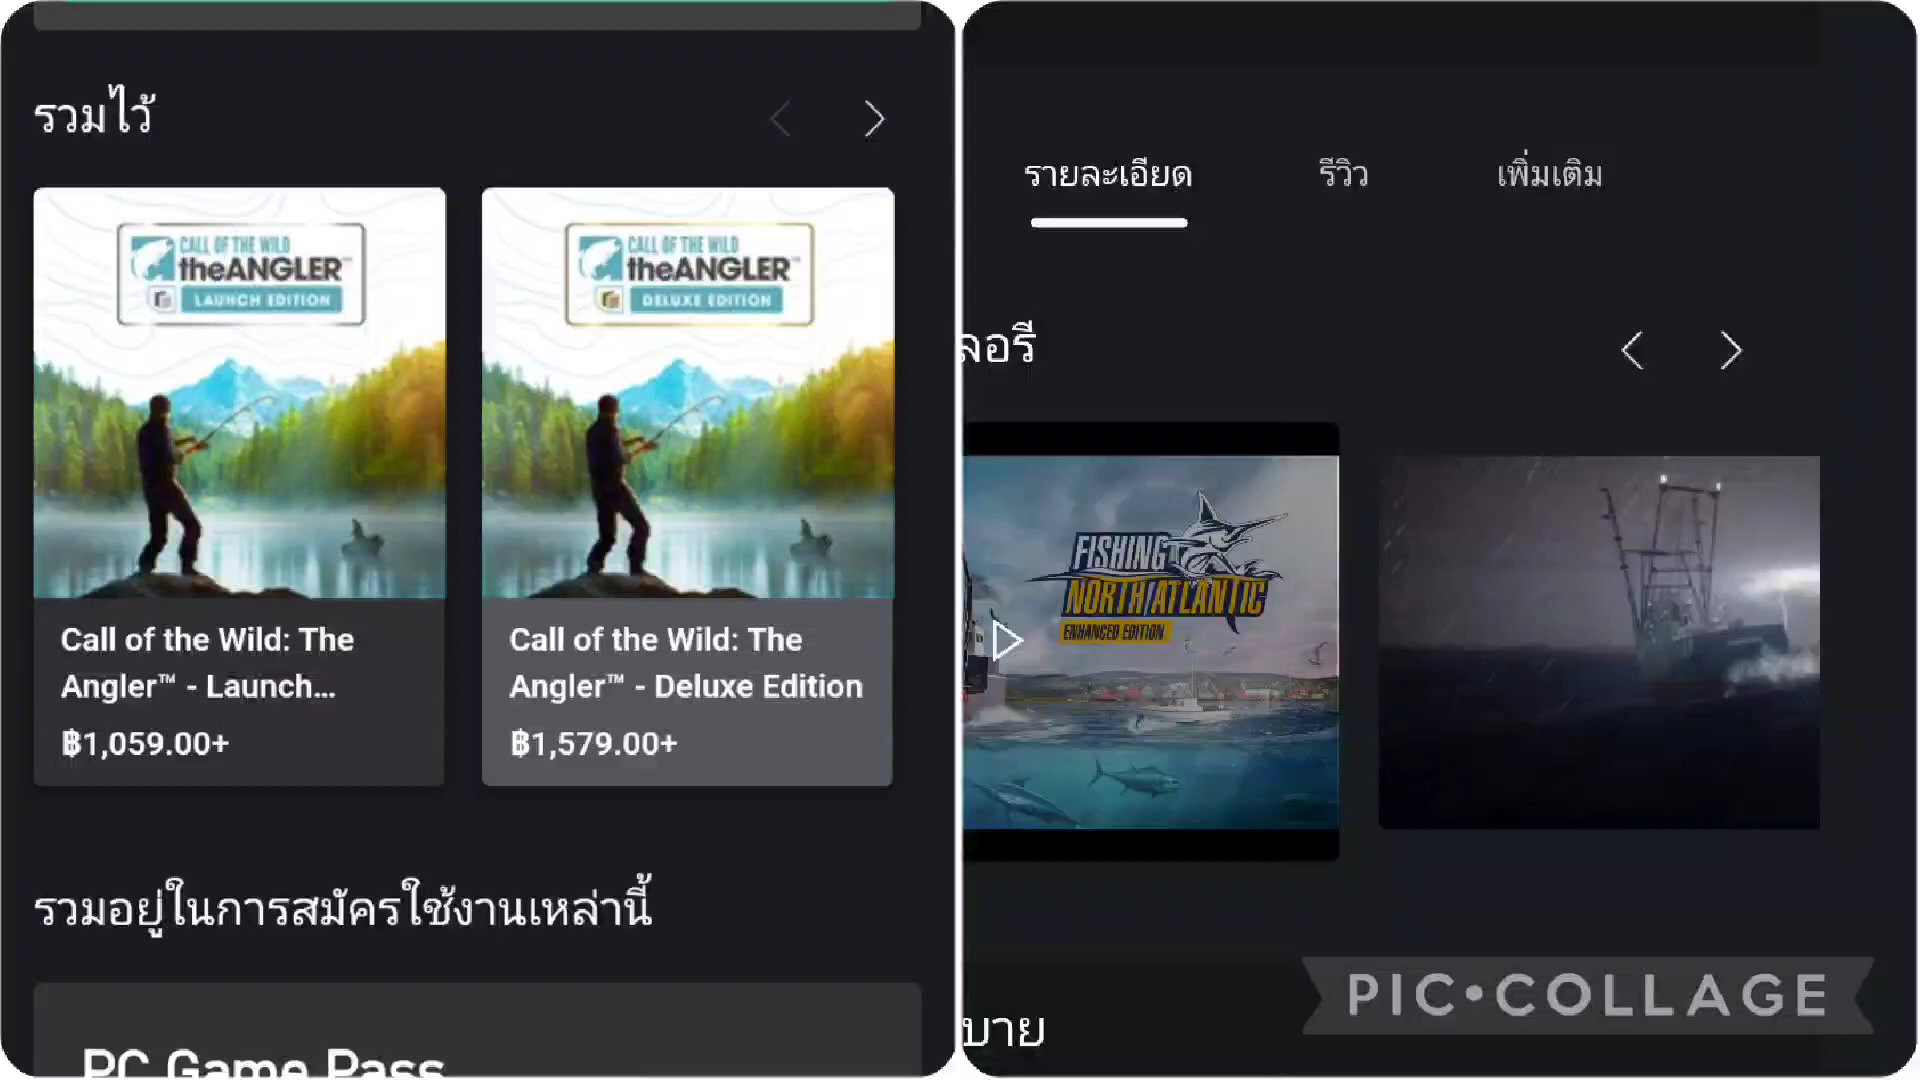 รวมไว้
CALL OF THE WILD
theANGLER™
LAUNCH EDITION
CALL OF THE WILD
theANGLER™
DELUXE EDITION
Call of the Wild: The
Angler™ - Launch...
฿1,059.00+
Call of the Wild: The
Angler™ - Deluxe Edition
฿1,579.00+
รวมอยู่ในการสมัครใช้งานเหล่านี้
PC Game Pass
รายละเอียด
รีวิว
เพิ่มเติม
ลอรี
FISHING
NORTH ATLANTIC
ENHANCED EDITION
บาย
PIC•COLLAGE